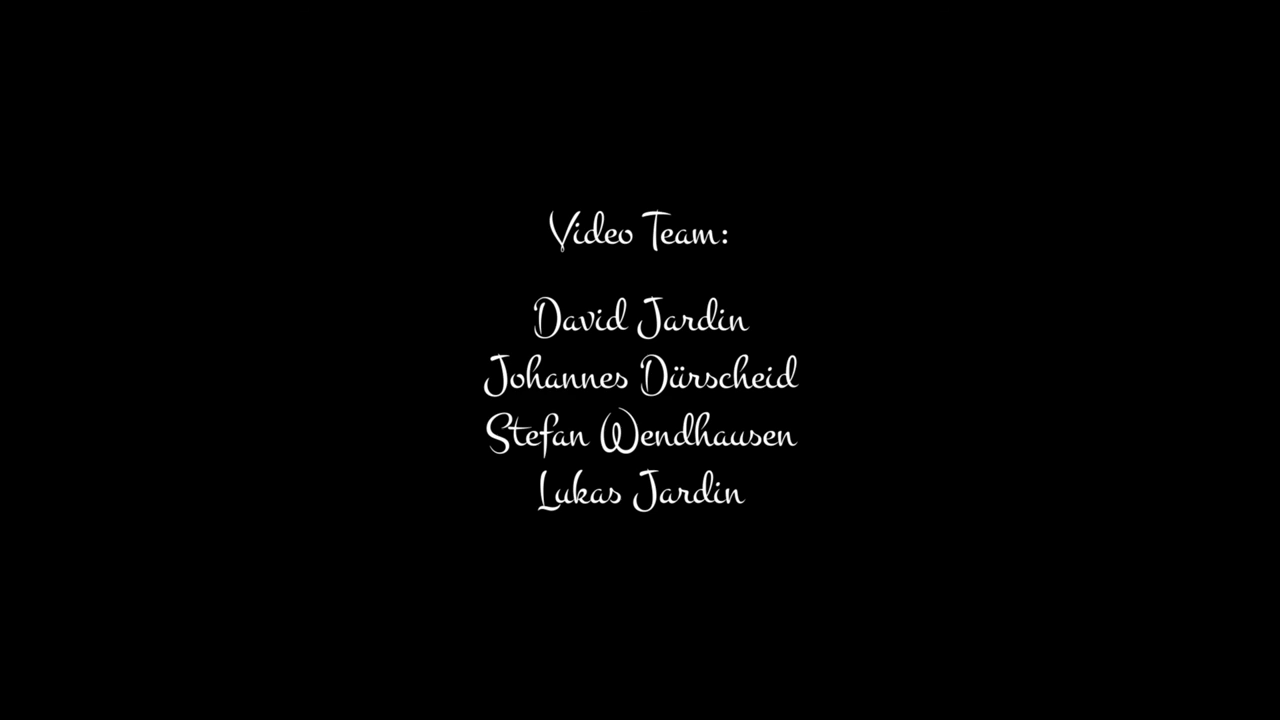 Video Team:
David Jardin
Johannes Dürscheid
Stefan Wendhausen
Lukas Jardin